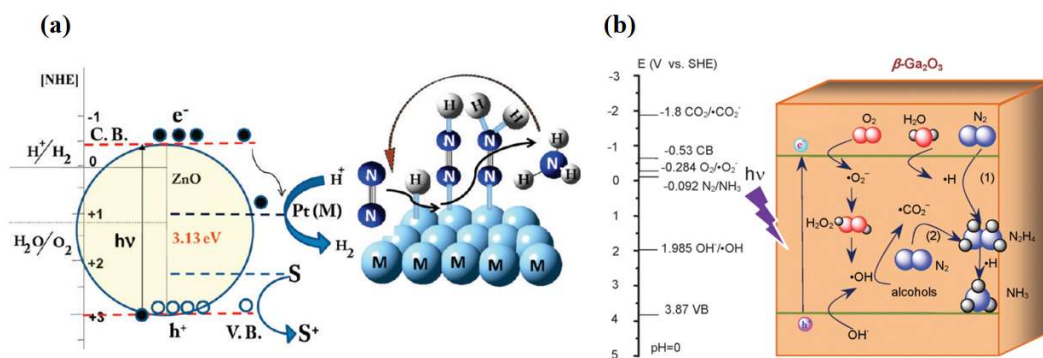 (a)
[NHE]
-1
e⁻
C. B.
H⁺/H₂
0
ZnO
+1
H₂O/O₂
hν
3.13 eV
+2
S
+3
h⁺
V. B.
S⁺
H⁺
Pt (M)
H₂
N
N
H
H
N
N
H
H
N
N
H
N
H
H
M M M M M
(b)
E (V vs. SHE)
-3
-2
-1.8 CO₂/•CO₂⁻
-1
-0.53 CB
-0.284 O₂/•O₂⁻
0
-0.092 N₂/NH₃
1
1.985 OH⁻/•OH
2
3
3.87 VB
4
pH=0
5
hν
β-Ga₂O₃
O₂ H₂O N₂
e⁻
•O₂⁻
•H
(1)
H₂O₂
•CO₂⁻
(2)
N₂H₄
•OH
N₂
•H
alcohols
NH₃
h⁺
OH⁻